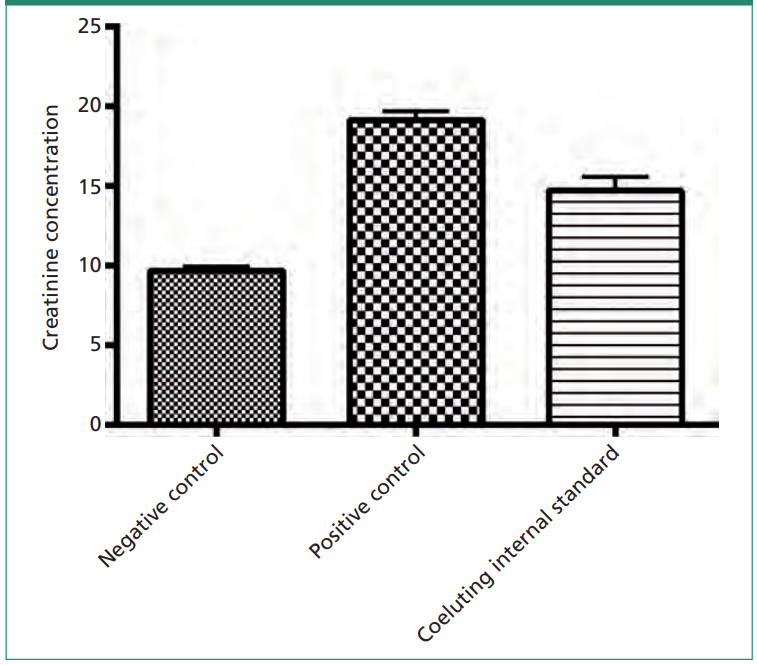 25
20
15
10
5
0
Creatinine concentration
Negative control
Positive control
Coeluting internal standard